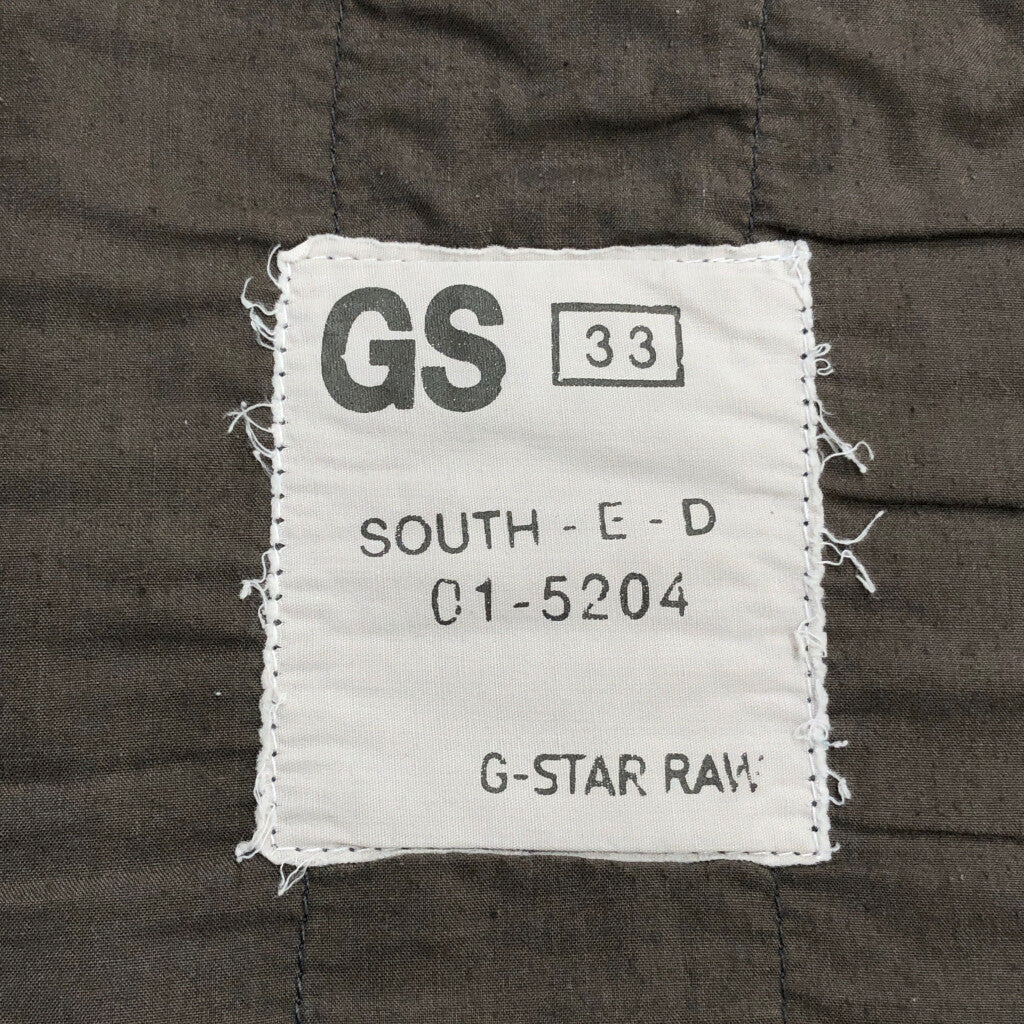 GS 33
SOUTH - E - D
01-5204
G-STAR RAW